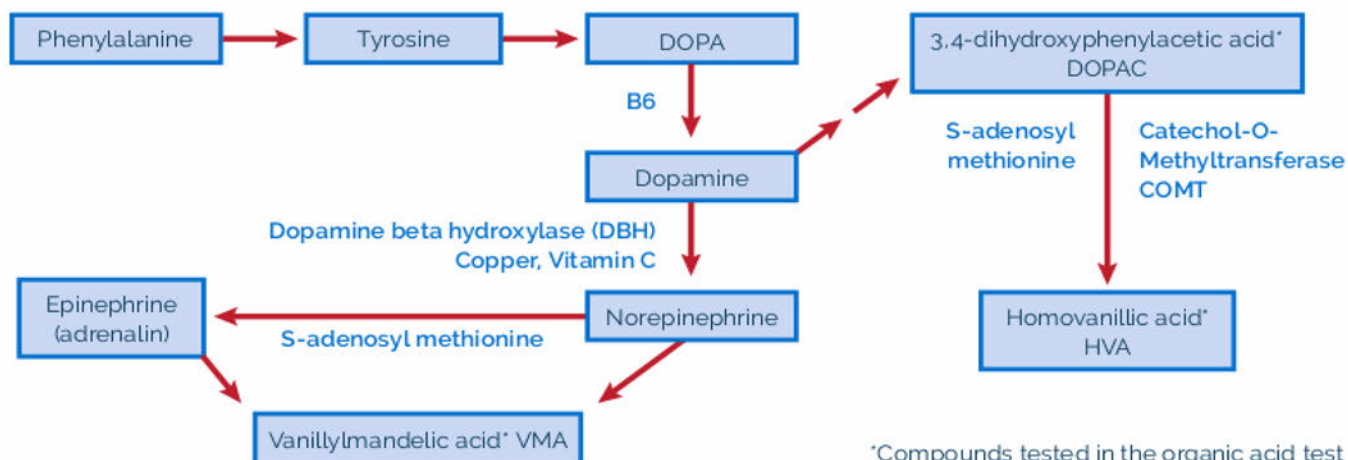 Phenylalanine
Tyrosine
DOPA
3,4-dihydroxyphenylacetic acid*
DOPAC
B6
S-adenosyl
methionine
Catechol-O-
Methyltransferase
COMT
Dopamine
Dopamine beta hydroxylase (DBH)
Copper, Vitamin C
Epinephrine
(adrenalin)
S-adenosyl methionine
Norepinephrine
Homovanillic acid*
HVA
Vanillylmandelic acid* VMA
*Compounds tested in the organic acid test